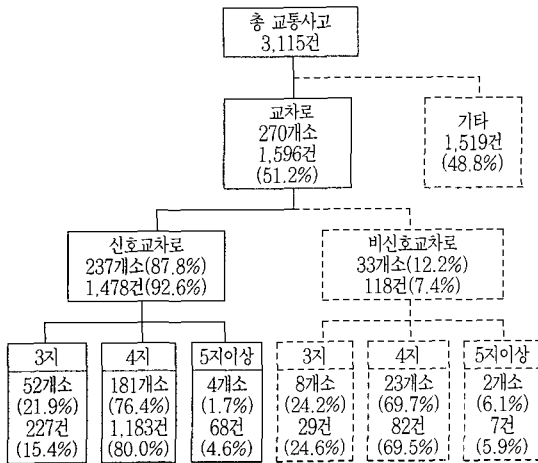 총 교통사고
3,115건
교차로
270개소
1,596건
(51.2%)
기타
1,519건
(48.8%)
신호교차로
237개소(87.8%)
1,478건(92.6%)
비신호교차로
33개소(12.2%)
118건(7.4%)
3지
52개소
(21.9%)
227건
(15.4%)
4지
181개소
(76.4%)
1,183건
(80.0%)
5지이상
4개소
(1.7%)
68건
(4.6%)
3지
8개소
(24.2%)
29건
(24.6%)
4지
23개소
(69.7%)
82건
(69.5%)
5지이상
2개소
(6.1%)
7건
(5.9%)